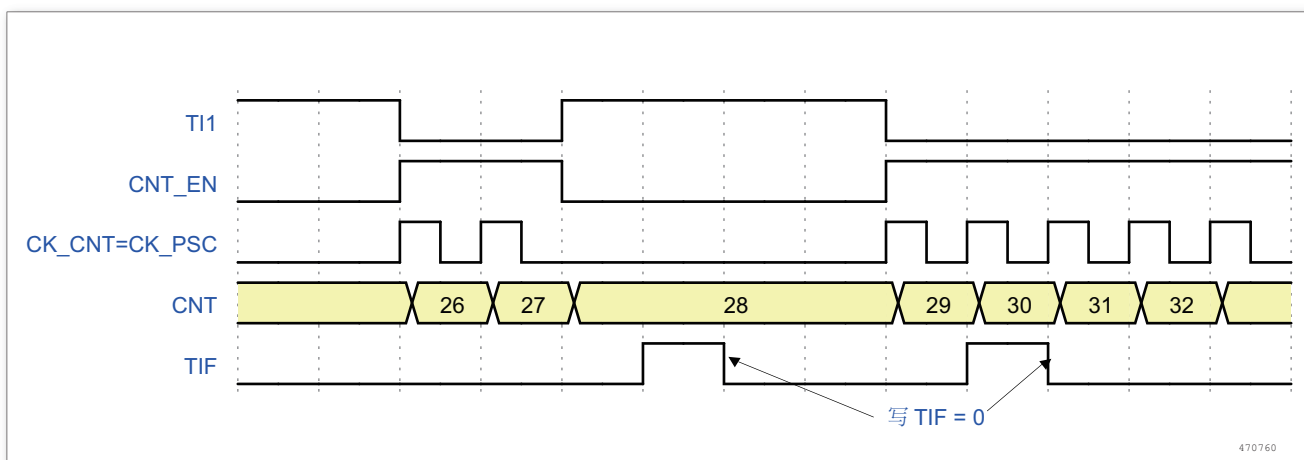 TI1
CNT_EN
CK_CNT=CK_PSC
CNT 26 27 28 29 30 31 32
TIF
写 TIF = 0
470760